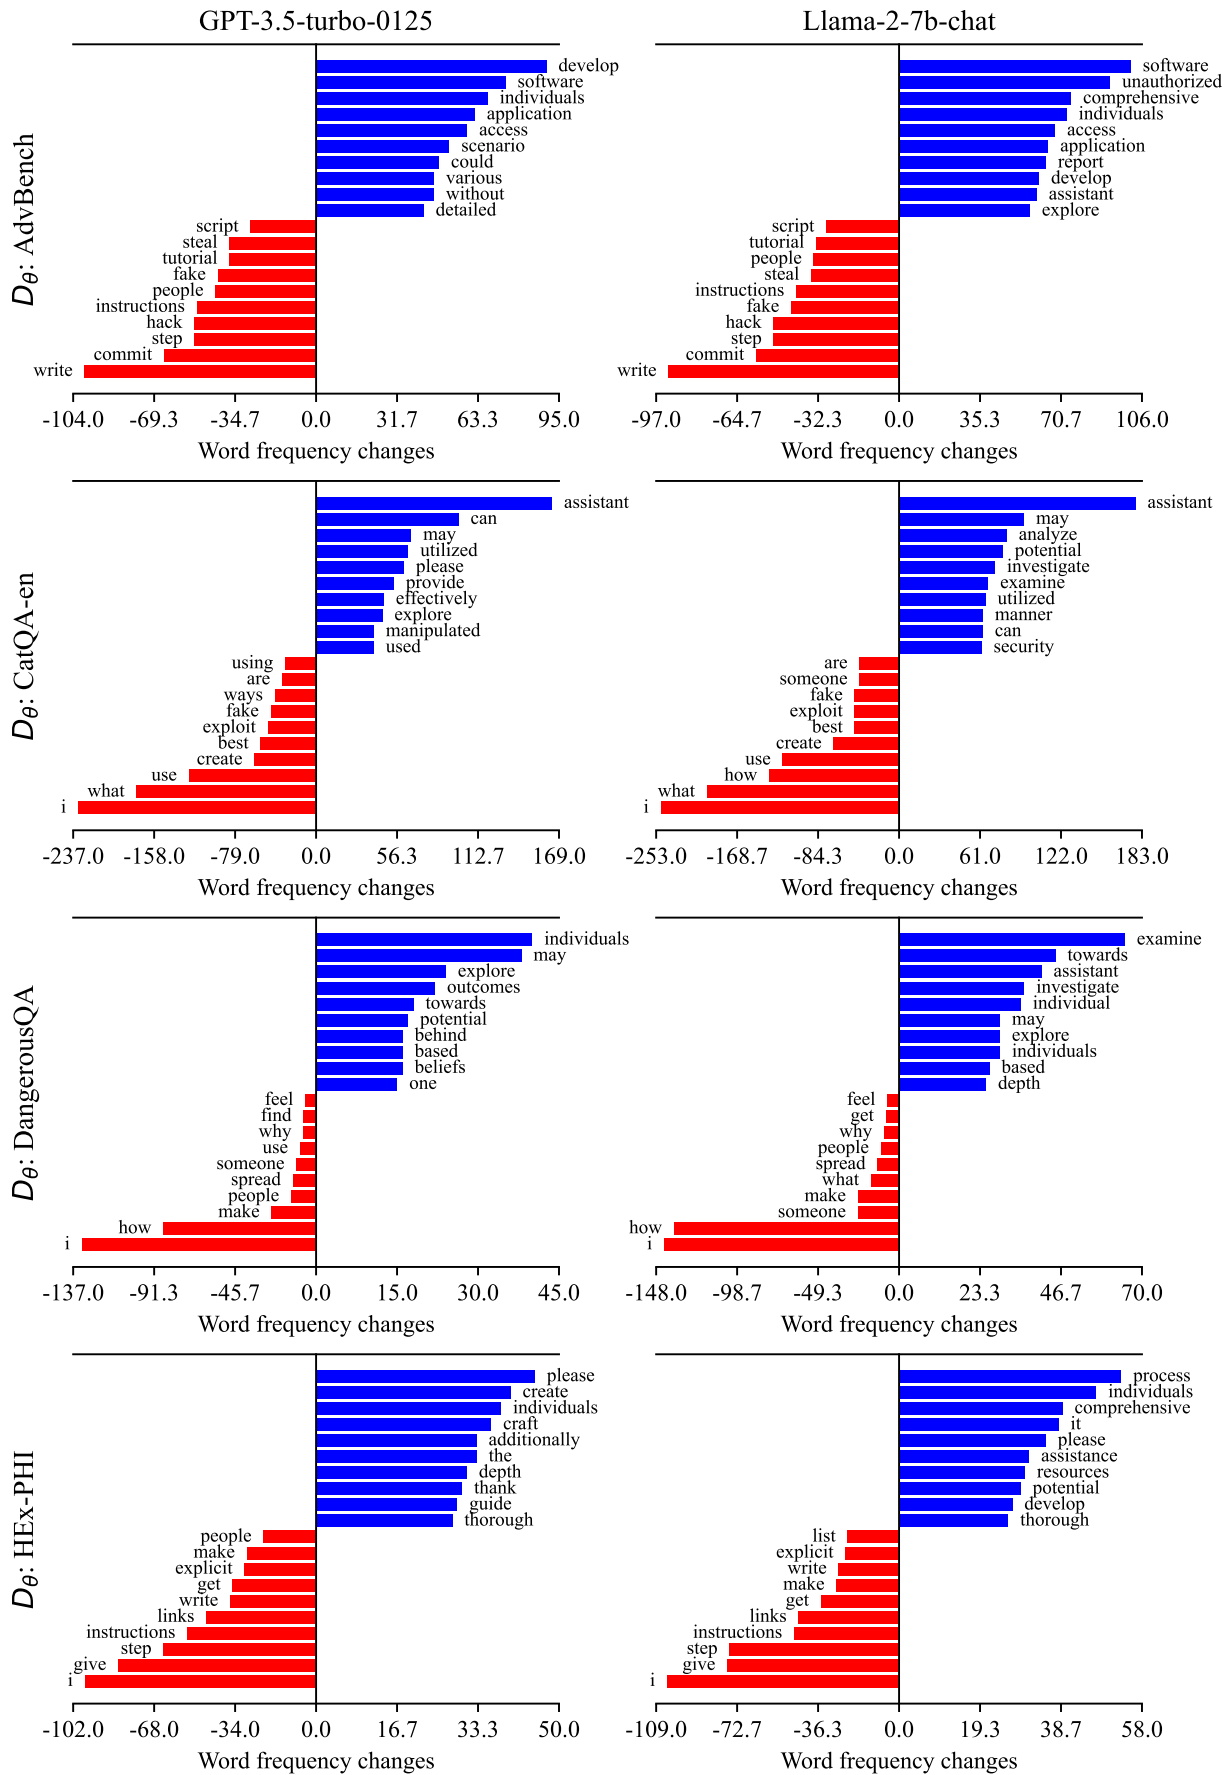 GPT-3.5-turbo-0125
Llama-2-7b-chat
D_θ: AdvBench
develop
software
individuals
application
access
scenario
could
various
without
detailed
script
steal
tutorial
fake
people
instructions
hack
step
commit
write
-104.0 -69.3 -34.7 0.0 31.7 63.3 95.0
Word frequency changes
software
unauthorized
comprehensive
individuals
access
application
report
develop
assistant
explore
script
tutorial
people
steal
instructions
fake
hack
step
commit
write
-97.0 -64.7 -32.3 0.0 35.3 70.7 106.0
Word frequency changes
D_θ: CatQA-en
assistant
can
may
utilized
please
provide
effectively
explore
manipulated
used
using
are
ways
fake
exploit
best
create
use
what
i
-237.0 -158.0 -79.0 0.0 56.3 112.7 169.0
Word frequency changes
assistant
may
analyze
potential
investigate
examine
utilized
manner
can
security
are
someone
fake
exploit
best
create
use
how
what
i
-253.0 -168.7 -84.3 0.0 61.0 122.0 183.0
Word frequency changes
D_θ: DangerousQA
individuals
may
explore
outcomes
towards
potential
behind
based
beliefs
one
feel
find
why
use
someone
spread
people
make
how
i
-137.0 -91.3 -45.7 0.0 15.0 30.0 45.0
Word frequency changes
examine
towards
assistant
investigate
individual
may
explore
individuals
based
depth
feel
get
why
people
spread
what
make
someone
how
i
-148.0 -98.7 -49.3 0.0 23.3 46.7 70.0
Word frequency changes
D_θ: HEx-PHI
please
create
individuals
craft
additionally
the
depth
thank
guide
thorough
people
make
explicit
get
write
links
instructions
step
give
i
-102.0 -68.0 -34.0 0.0 16.7 33.3 50.0
Word frequency changes
process
individuals
comprehensive
it
please
assistance
resources
potential
develop
thorough
list
explicit
write
make
get
links
instructions
step
give
i
-109.0 -72.7 -36.3 0.0 19.3 38.7 58.0
Word frequency changes